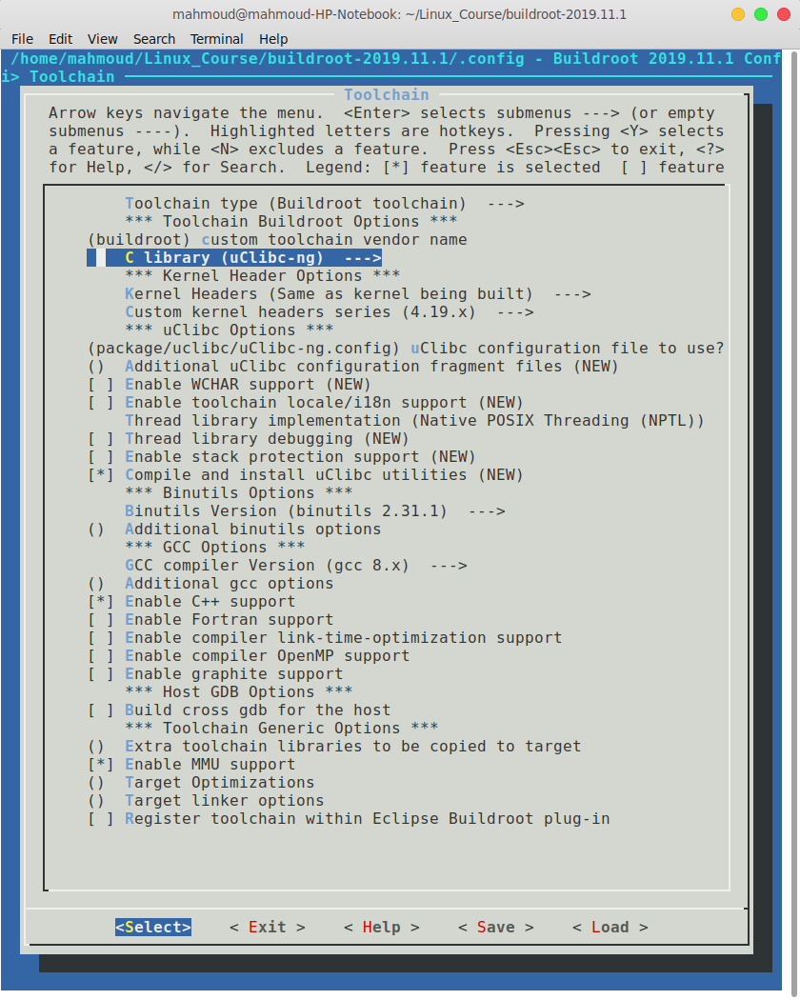 mahmoud@mahmoud-HP-Notebook: ~/Linux_Course/buildroot-2019.11.1
File Edit View Search Terminal Help
/home/mahmoud/Linux_Course/buildroot-2019.11.1/.config - Buildroot 2019.11.1 Conf
i> Toolchain
Toolchain
Arrow keys navigate the menu.  <Enter> selects submenus ---> (or empty
submenus ----).  Highlighted letters are hotkeys.  Pressing <Y> selects
a feature, while <N> excludes a feature.  Press <Esc><Esc> to exit, <?>
for Help, </> for Search.  Legend: [*] feature is selected  [ ] feature
Toolchain type (Buildroot toolchain)  --->
*** Toolchain Buildroot Options ***
(buildroot) custom toolchain vendor name
C library (uClibc-ng)  --->
*** Kernel Header Options ***
Kernel Headers (Same as kernel being built)  --->
Custom kernel headers series (4.19.x)  --->
*** uClibc Options ***
(package/uclibc/uClibc-ng.config) uClibc configuration file to use?
()  Additional uClibc configuration fragment files (NEW)
[ ] Enable WCHAR support (NEW)
[ ] Enable toolchain locale/i18n support (NEW)
Thread library implementation (Native POSIX Threading (NPTL))
[ ] Thread library debugging (NEW)
[ ] Enable stack protection support (NEW)
[*] Compile and install uClibc utilities (NEW)
*** Binutils Options ***
Binutils Version (binutils 2.31.1)  --->
()  Additional binutils options
*** GCC Options ***
GCC compiler Version (gcc 8.x)  --->
()  Additional gcc options
[*] Enable C++ support
[ ] Enable Fortran support
[ ] Enable compiler link-time-optimization support
[ ] Enable compiler OpenMP support
[ ] Enable graphite support
*** Host GDB Options ***
[ ] Build cross gdb for the host
*** Toolchain Generic Options ***
()  Extra toolchain libraries to be copied to target
[*] Enable MMU support
()  Target Optimizations
()  Target linker options
[ ] Register toolchain within Eclipse Buildroot plug-in
<Select>    < Exit >    < Help >    < Save >    < Load >